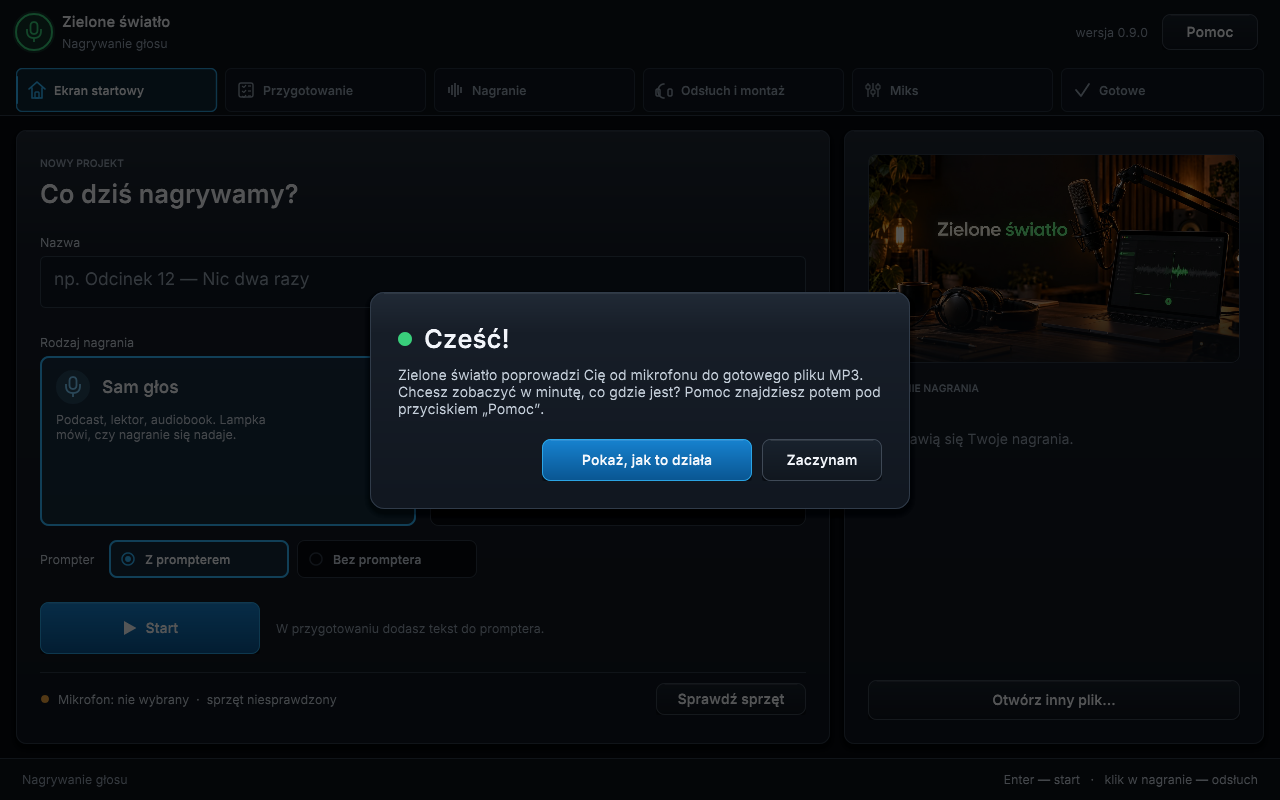 Zielone światło
Nagrywanie głosu
wersja 0.9.0
Pomoc
Ekran startowy
Przygotowanie
Nagranie
Odsłuch i montaż
Miks
Gotowe
NOWY PROJEKT
Co dziś nagrywamy?
Nazwa
np. Odcinek 12 — Nic dwa razy
Rodzaj nagrania
Sam głos
Podcast, lektor, audiobook. Lampka
mówi, czy nagranie się nadaje.
Cześć!
Zielone światło poprowadzi Cię od mikrofonu do gotowego pliku MP3.
Chcesz zobaczyć w minutę, co gdzie jest? Pomoc znajdziesz potem pod
przyciskiem „Pomoc”.
Pokaż, jak to działa
Zaczynam
Prompter
Z prompterem
Bez promptera
Start
W przygotowaniu dodasz tekst do promptera.
Mikrofon: nie wybrany · sprzęt niesprawdzony
Sprawdź sprzęt
Zielone światło
NAGRANIA
się Twoje nagrania.
Otwórz inny plik...
Nagrywanie głosu
Enter — start · klik w nagranie — odsłuch